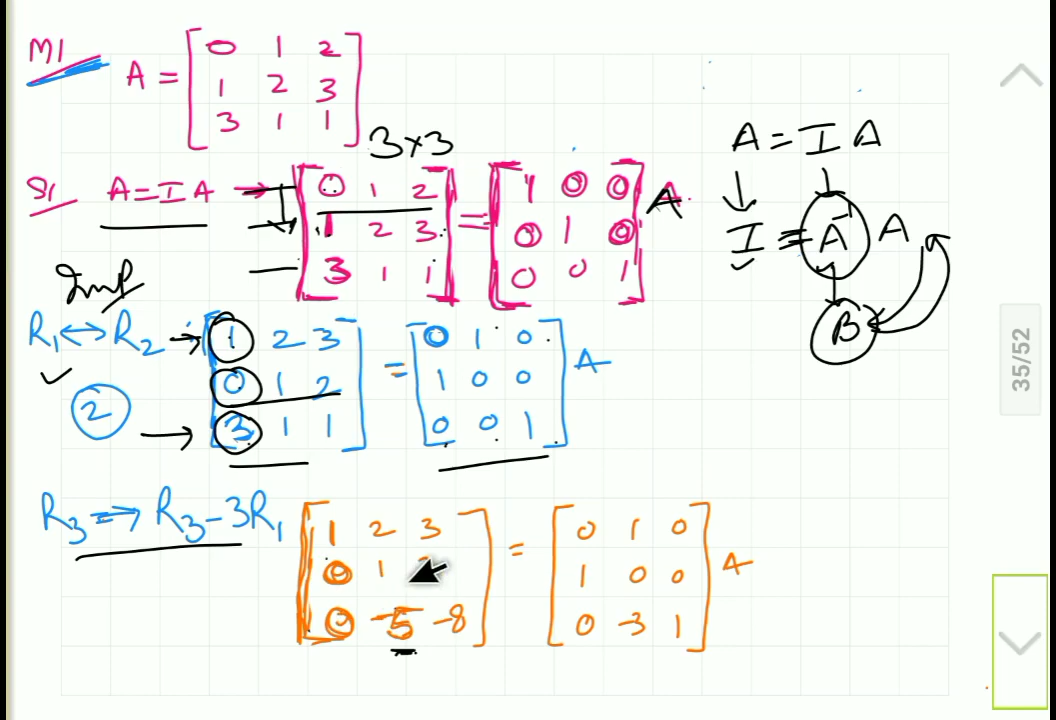 M1
A = [0 1 2
1 2 3
3 1 1]
3×3
S1 A=IA → [0 1 2 = [1 0 0 A
1 2 3 0 1 0
3 1 1] 0 0 1]
A = I A
↓ ↓
I = A⁻¹ A
↓
B
Imp
R₁↔R₂ → [1 2 3 = [0 1 0 A
0 1 2 1 0 0
3 1 1] 0 0 1]
✓
2 →
R₃ → R₃-3R₁ [1 2 3 = [0 1 0 A
0 1 1 0 0
0 -5 -8] 0 -3 1]
35/52